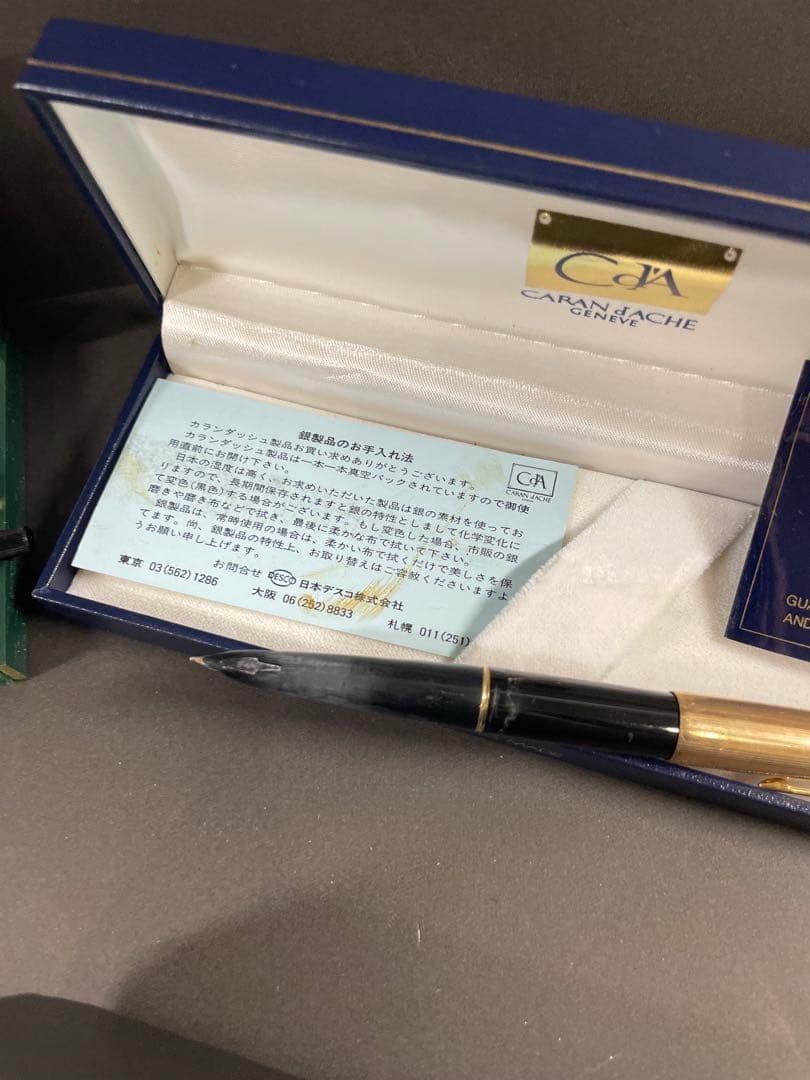 CdA
CARAN d'ACHE
GENEVE
銀製品のお手入れ法
CdA
CARAN d'ACHE
カランダッシュ製品お買い求めありがとうございます。
カランダッシュ製品は一本一本真空パックされていますので御使
用直前にお開け下さい。
日本の湿度は高く、お求めいただいた製品は銀の素材を使ってお
りますので、長期間保存されますと銀の特性としまして化学変化に
て変色(黒色)する場合がございます。もし変色した場合、市販の銀
磨きや磨き布などで拭き、最後に柔かな布で拭いて下さい。
銀製品は、常時使用の場合は、柔かい布で拭くだけで美しさを保
てます。尚、銀製品の特性上、お取り替えはご容赦くださいますよ
うお願い申し上げます。
お問合せ DESCO 日本デスコ株式会社
東京 03(562)1286
大阪 06(252)8833
札幌 011(251)
GUA
AND